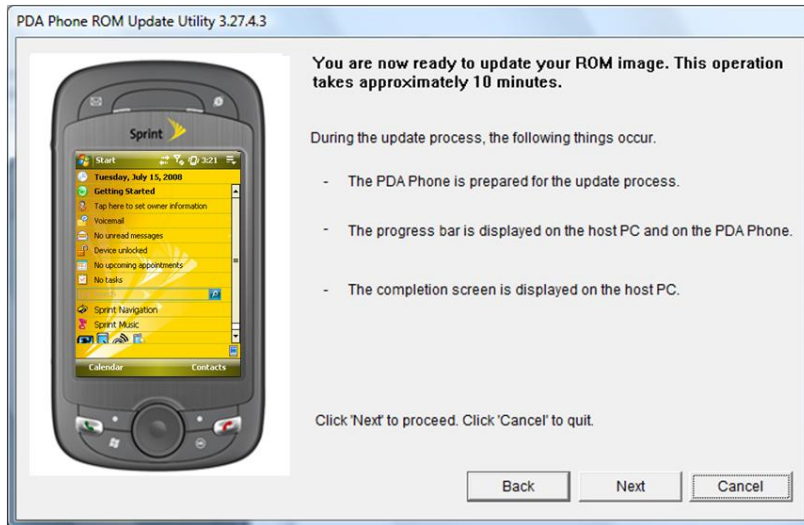 PDA Phone ROM Update Utility 3.27.4.3
Sprint
Start 3:21
Tuesday, July 15, 2008
Getting Started
Tap here to set owner information
Voicemail
No unread messages
Device unlocked
No upcoming appointments
No tasks
Sprint Navigation
Sprint Music
Calendar Contacts
You are now ready to update your ROM image. This operation
takes approximately 10 minutes.
During the update process, the following things occur.
- The PDA Phone is prepared for the update process.
- The progress bar is displayed on the host PC and on the PDA Phone.
- The completion screen is displayed on the host PC.
Click 'Next' to proceed. Click 'Cancel' to quit.
Back Next Cancel